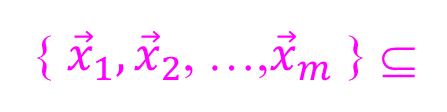 { x⃗₁, x⃗₂, …,x⃗ₘ } ⊆